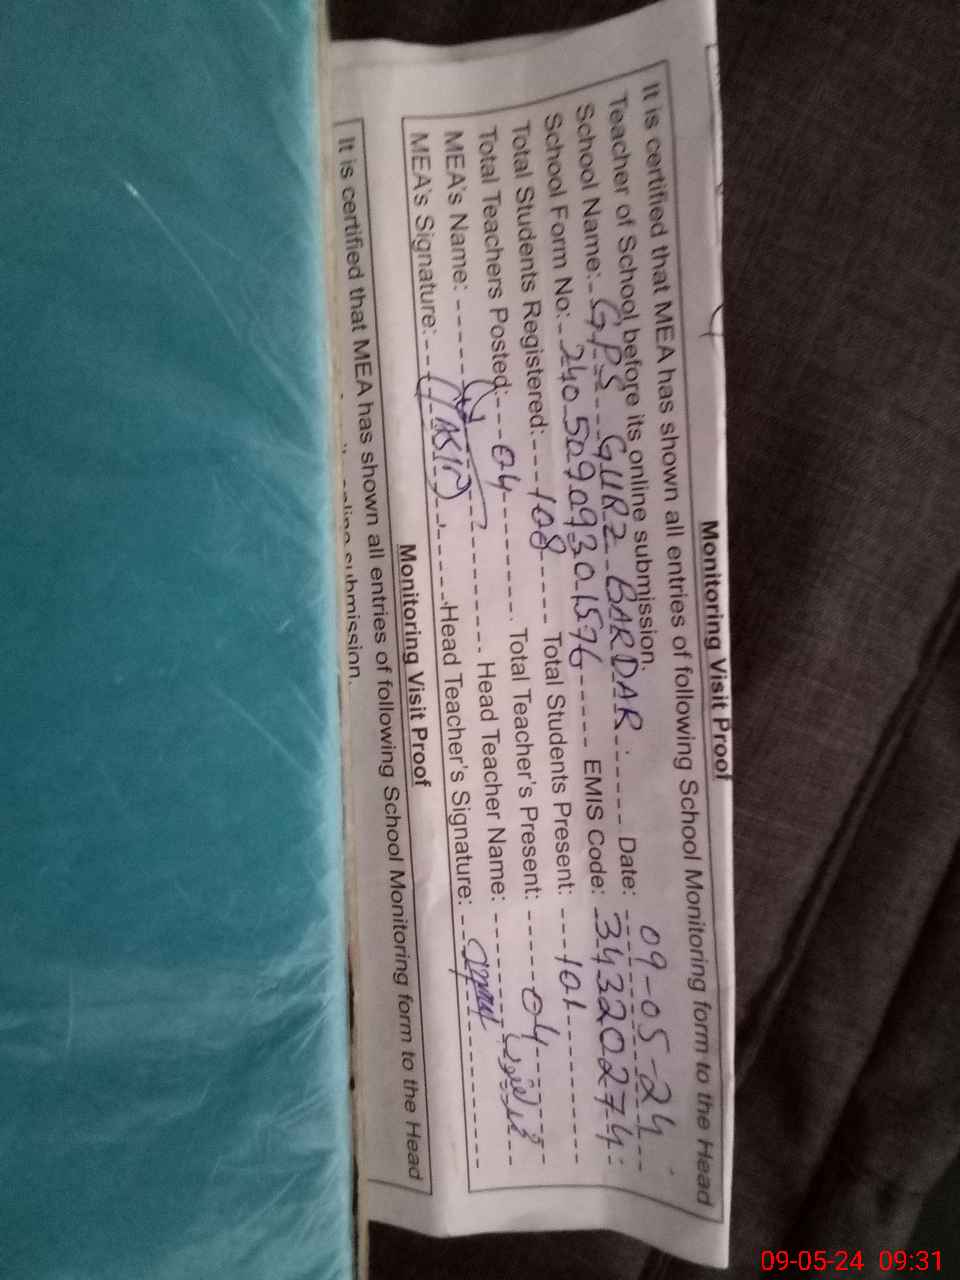 Monitoring Visit Proof
It is certified that MEA has shown all entries of following School Monitoring form to the Head
Teacher of School before its online submission.
School Name: GPS GURZ BARDAR Date: 09-05-24
School Form No: 24050909301576 EMIS Code: 34320274
Total Students Registered: 108 Total Students Present: 101
Total Teachers Posted: 04 Total Teacher's Present: 04
MEA's Name: Head Teacher Name:
MEA's Signature: Head Teacher's Signature:
Monitoring Visit Proof
It is certified that MEA has shown all entries of following School Monitoring form to the Head
online submission.
09-05-24 09:31